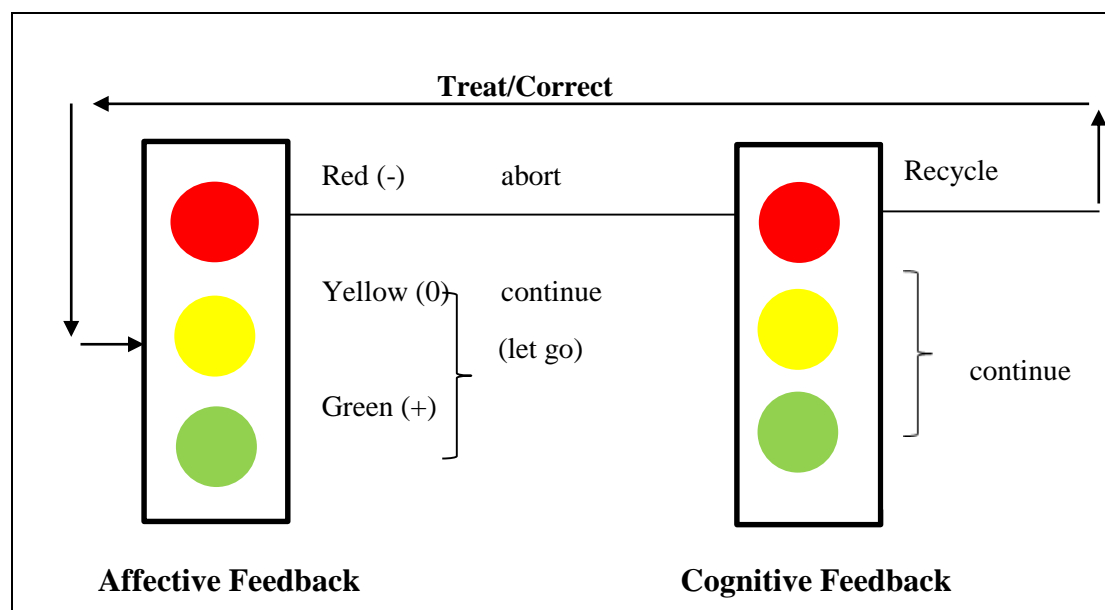 Treat/Correct
Red (-) abort
Recycle
Yellow (0) continue
(let go)
continue
Green (+)
Affective Feedback
Cognitive Feedback